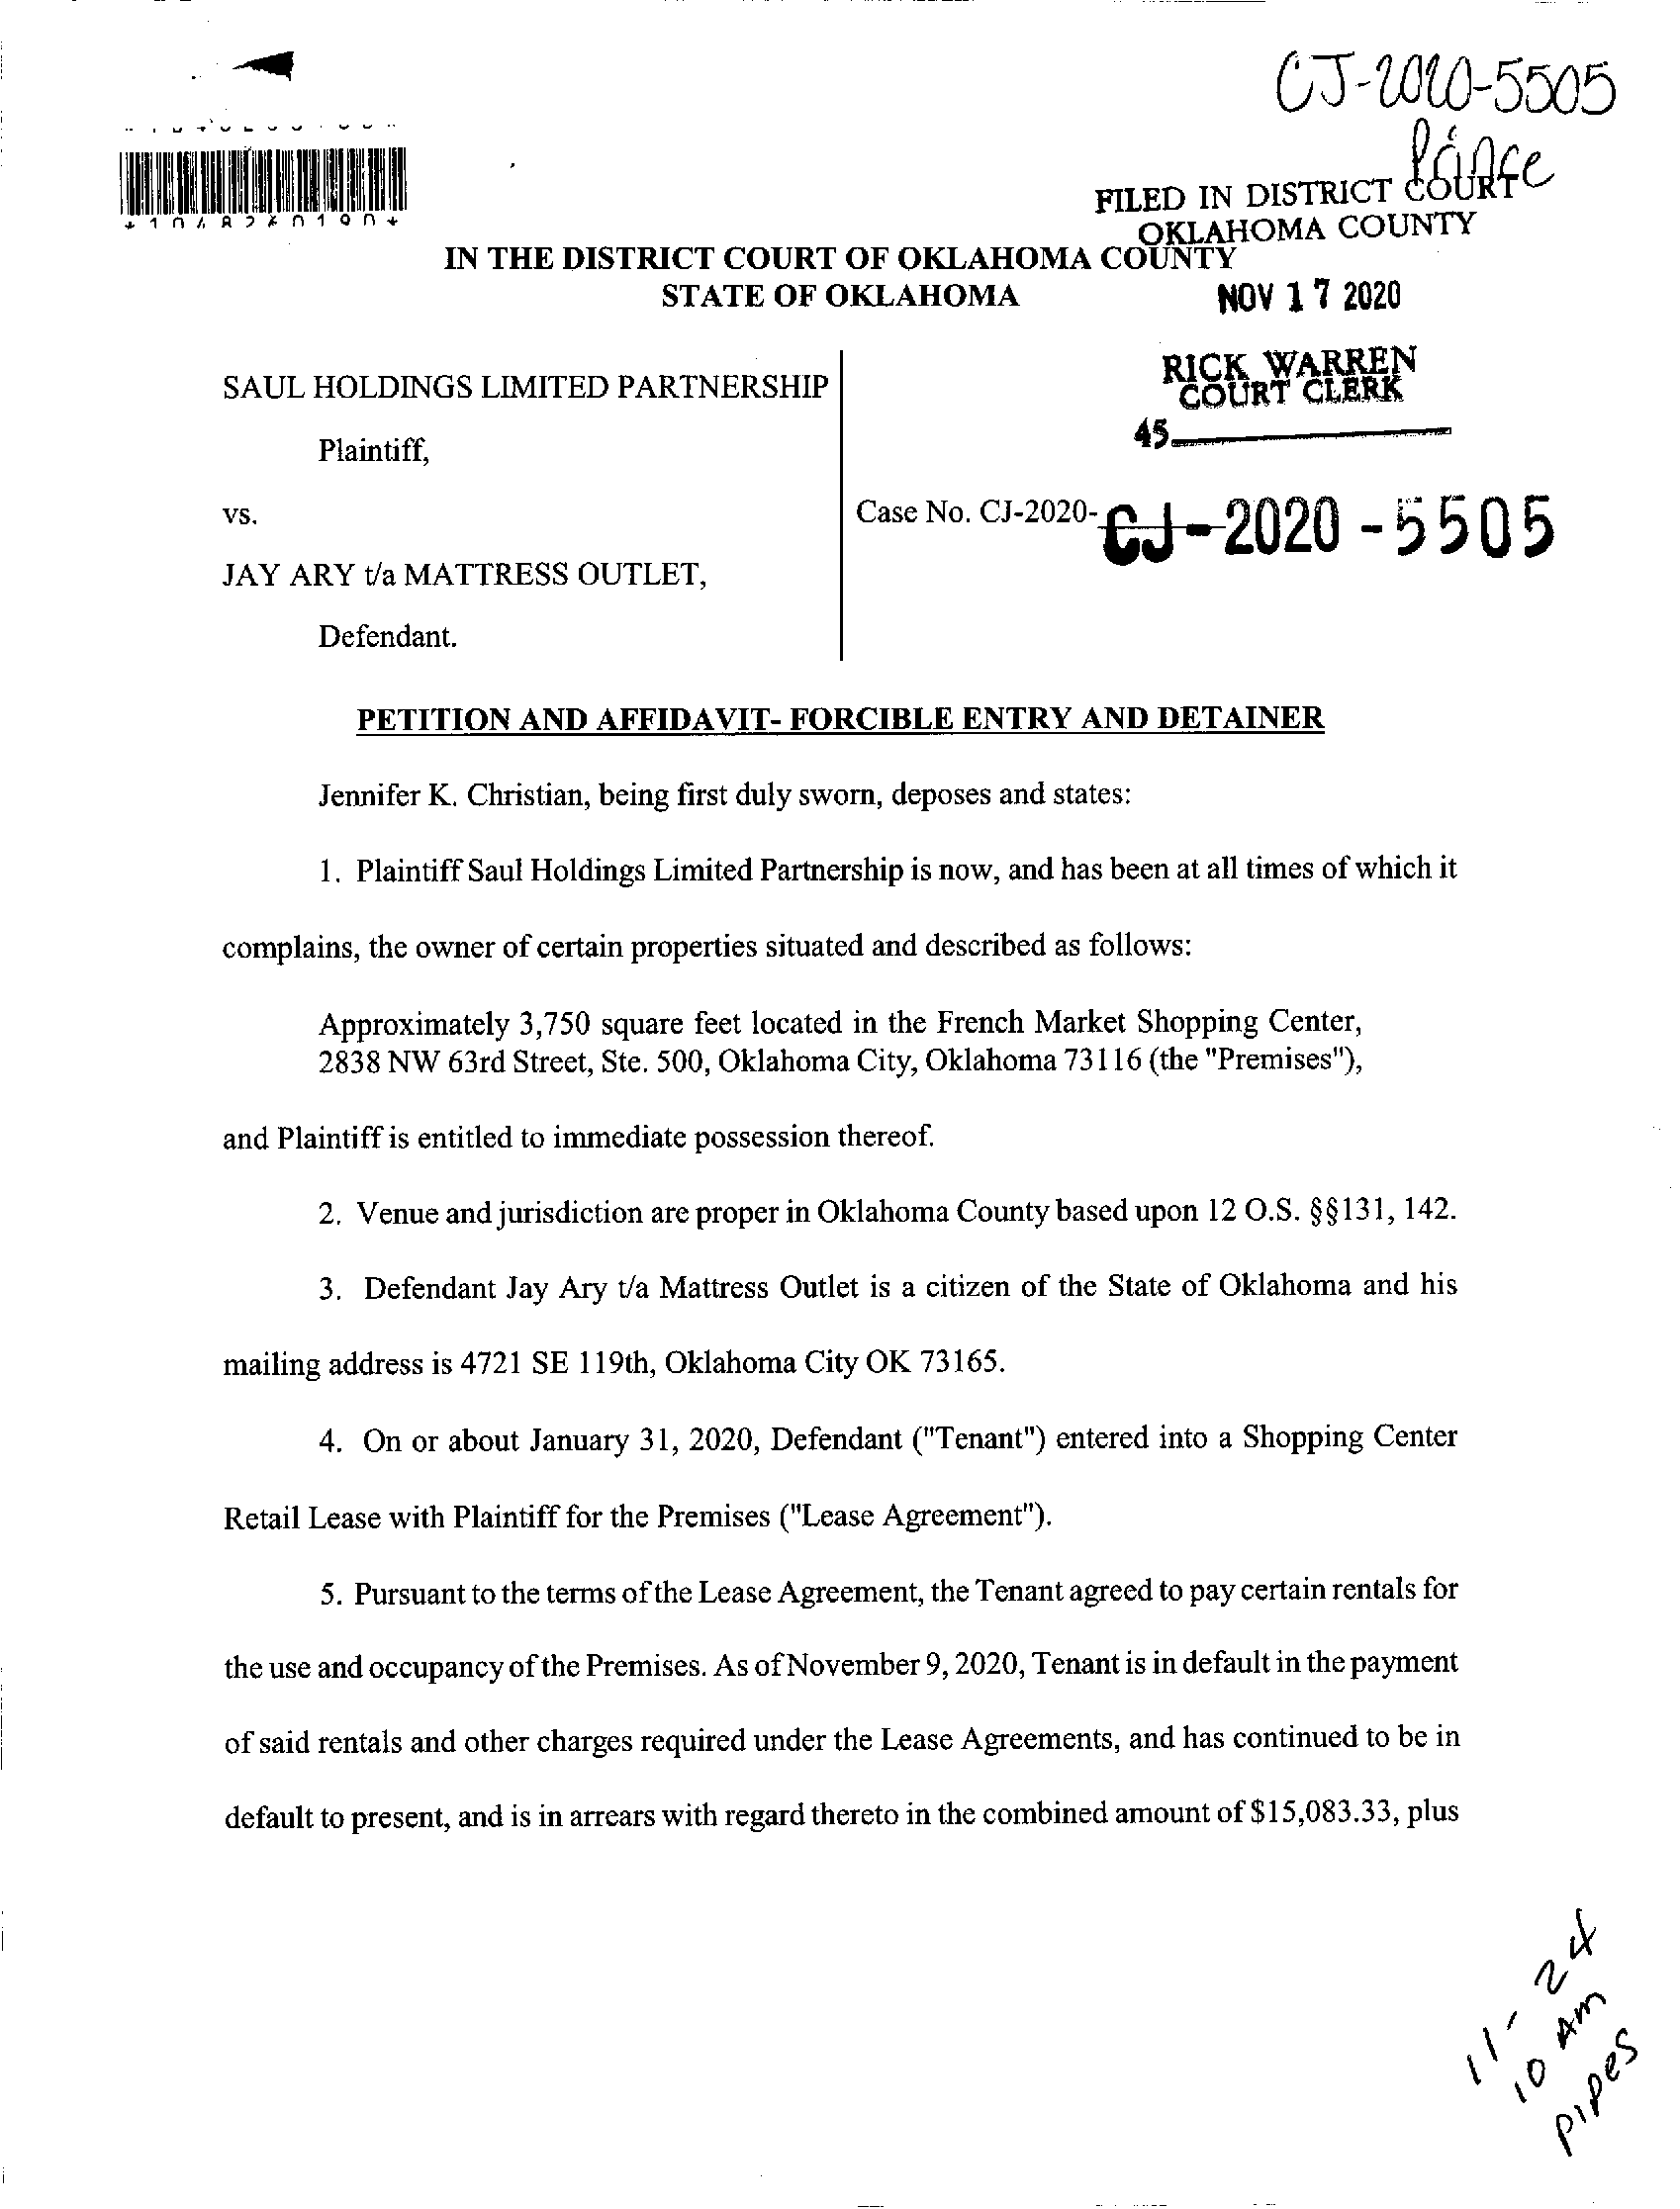 CJ-2020-5505
FILED IN DISTRICT COURT
OKLAHOMA COUNTY
IN THE DISTRICT COURT OF OKLAHOMA COUNTY
STATE OF OKLAHOMA
NOV 17 2020
SAUL HOLDINGS LIMITED PARTNERSHIP
RICK WARREN
COURT CLERK
45
Plaintiff,
vs.
Case No. CJ-2020-
CJ-2020-5505
JAY ARY t/a MATTRESS OUTLET,
Defendant.
PETITION AND AFFIDAVIT- FORCIBLE ENTRY AND DETAINER
Jennifer K. Christian, being first duly sworn, deposes and states:
1. Plaintiff Saul Holdings Limited Partnership is now, and has been at all times of which it
complains, the owner of certain properties situated and described as follows:
Approximately 3,750 square feet located in the French Market Shopping Center,
2838 NW 63rd Street, Ste. 500, Oklahoma City, Oklahoma 73116 (the "Premises"),
and Plaintiff is entitled to immediate possession thereof.
2. Venue and jurisdiction are proper in Oklahoma County based upon 12 O.S. §§131, 142.
3. Defendant Jay Ary t/a Mattress Outlet is a citizen of the State of Oklahoma and his
mailing address is 4721 SE 119th, Oklahoma City OK 73165.
4. On or about January 31, 2020, Defendant ("Tenant") entered into a Shopping Center
Retail Lease with Plaintiff for the Premises ("Lease Agreement").
5. Pursuant to the terms of the Lease Agreement, the Tenant agreed to pay certain rentals for
the use and occupancy of the Premises. As of November 9, 2020, Tenant is in default in the payment
of said rentals and other charges required under the Lease Agreements, and has continued to be in
default to present, and is in arrears with regard thereto in the combined amount of $15,083.33, plus
11-24
10 AM
PIPES